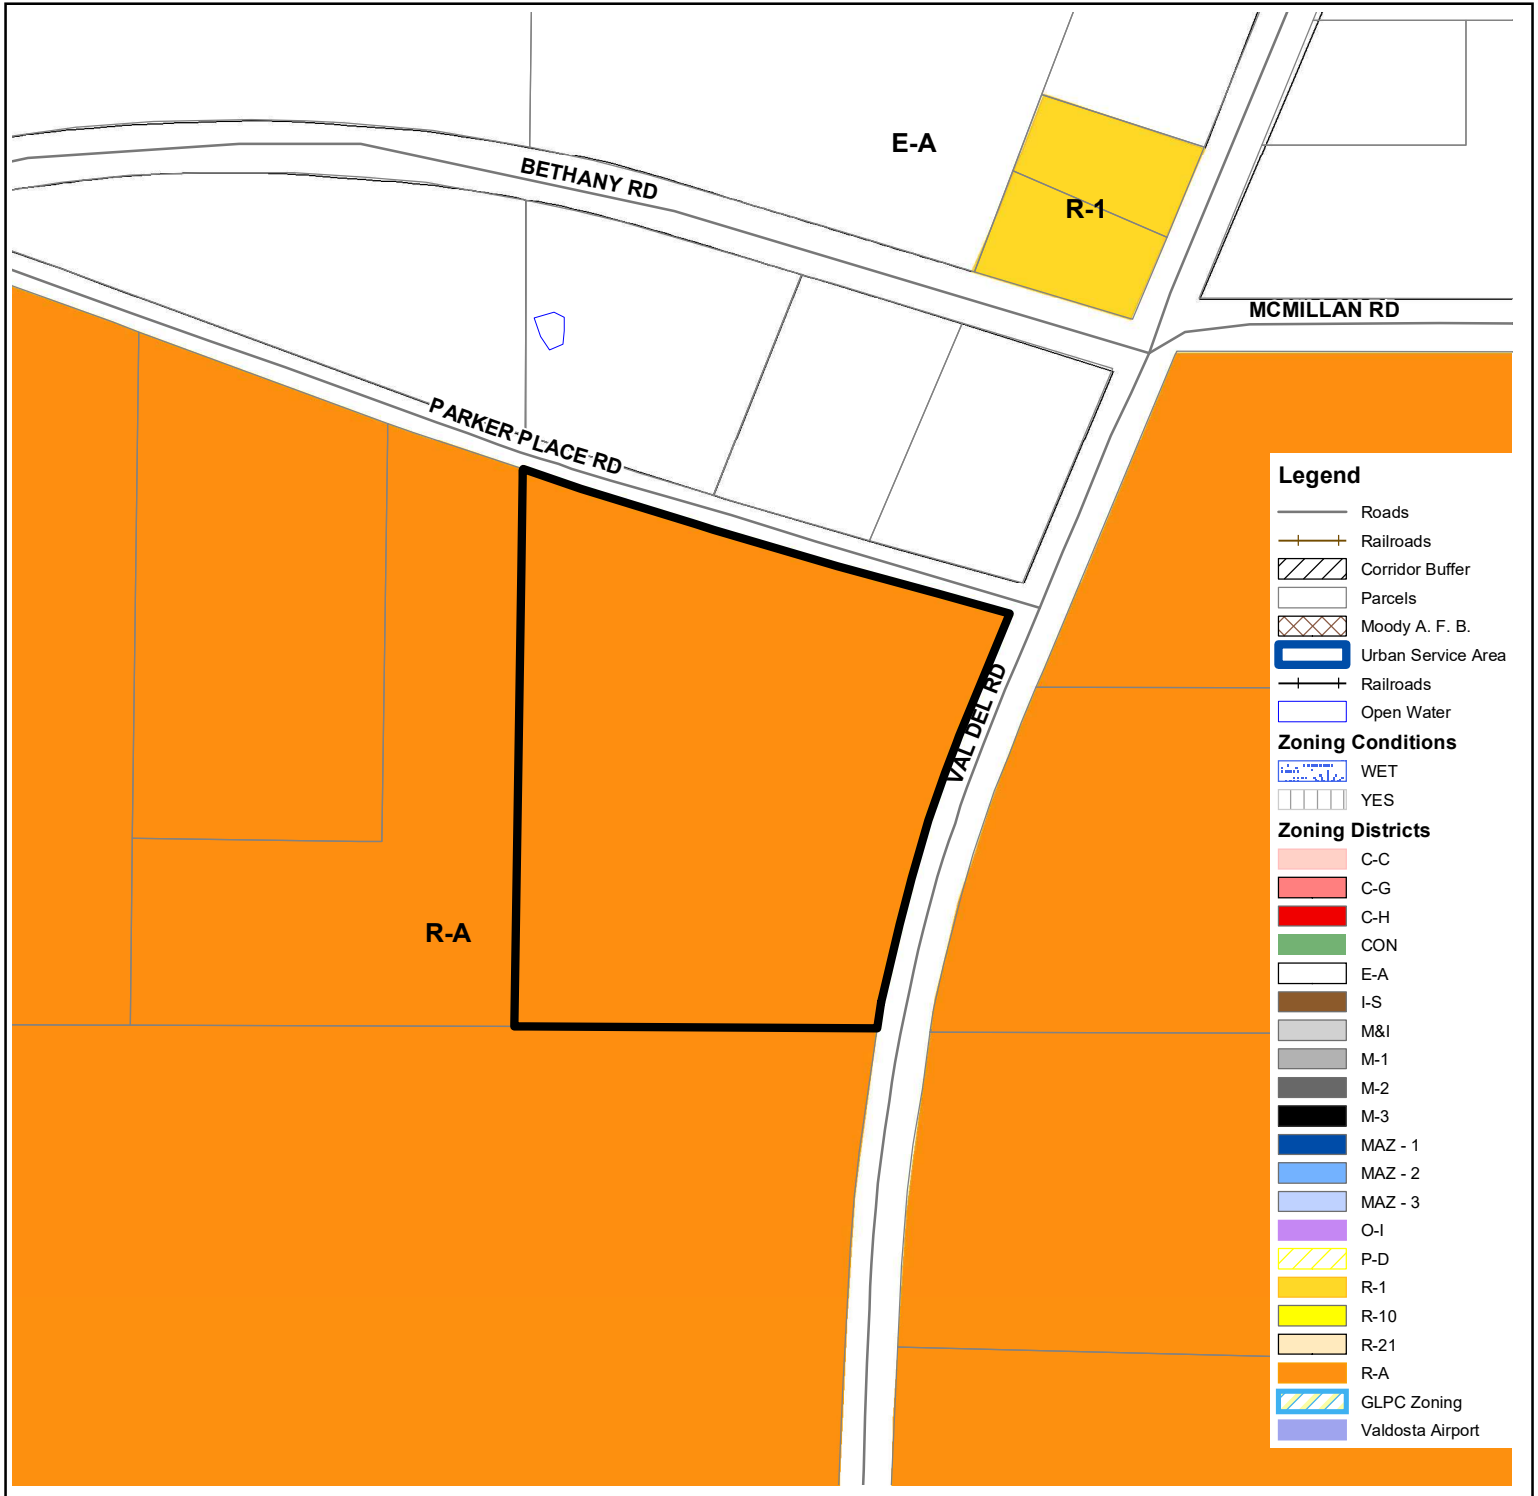 E-A
BETHANY RD
R-1
MCMILLAN RD
PARKER PLACE RD
VAL DEL RD
R-A
Legend
Roads
Railroads
Corridor Buffer
Parcels
Moody A. F. B.
Urban Service Area
Railroads
Open Water
Zoning Conditions
WET
YES
Zoning Districts
C-C
C-G
C-H
CON
E-A
I-S
M&I
M-1
M-2
M-3
MAZ - 1
MAZ - 2
MAZ - 3
O-I
P-D
R-1
R-10
R-21
R-A
GLPC Zoning
Valdosta Airport